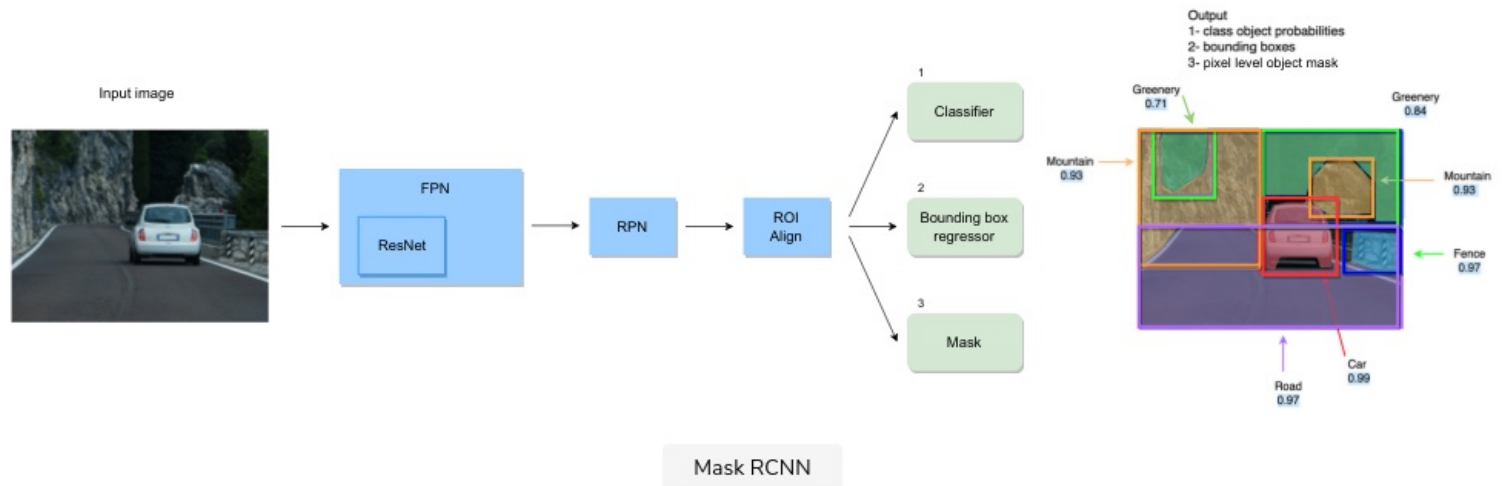 Input image
FPN
ResNet
RPN
ROI
Align
1
Classifier
2
Bounding box
regressor
3
Mask
Output
1- class object probabilities
2- bounding boxes
3- pixel level object mask
Greenery
0.71
Greenery
0.84
Mountain
0.93
Mountain
0.93
Fence
0.97
Car
0.99
Road
0.97
Mask RCNN